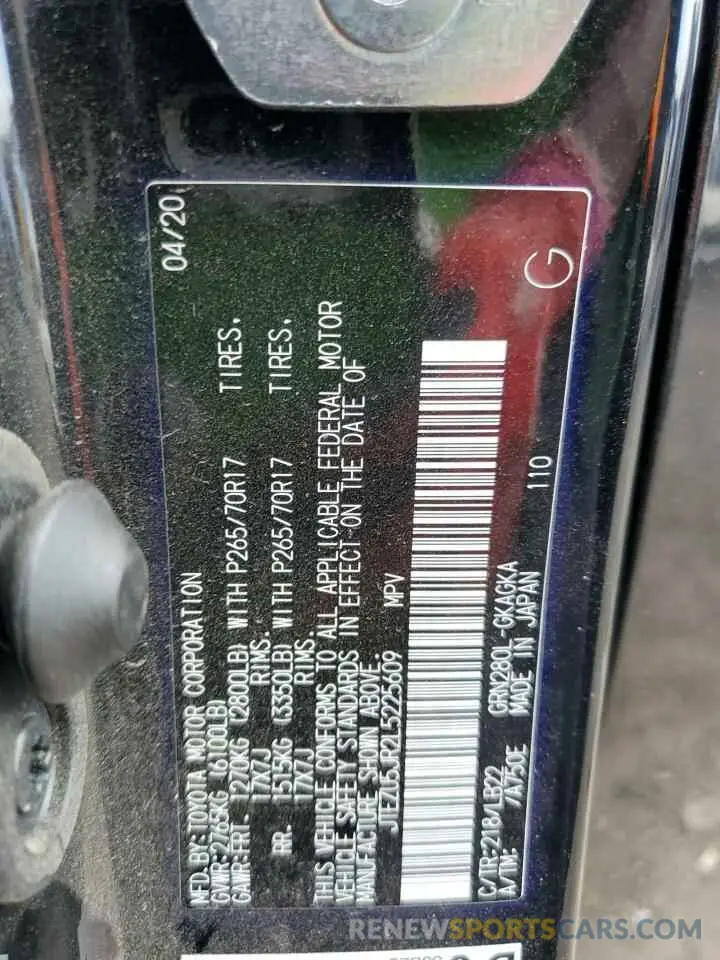 MFD.BY:TOYOTA MOTOR CORPORATION 04/20
GVWR:2765KG (6100LB)
GAWR:FRT. 1270KG (2800LB) WITH P265/70R17 TIRES,
17X7J RIMS.
RR. 1515KG (3350LB) WITH P265/70R17 TIRES,
17X7J RIMS.
THIS VEHICLE CONFORMS TO ALL APPLICABLE FEDERAL MOTOR
VEHICLE SAFETY STANDARDS IN EFFECT ON THE DATE OF
MANUFACTURE SHOWN ABOVE.
JTEZU5JR2L5225609 MPV
C/TR:218/LB22 GRN280L-GKAGKA 110 G
A/TM: /A750E MADE IN JAPAN
RENEWSPORTSCARS.COM